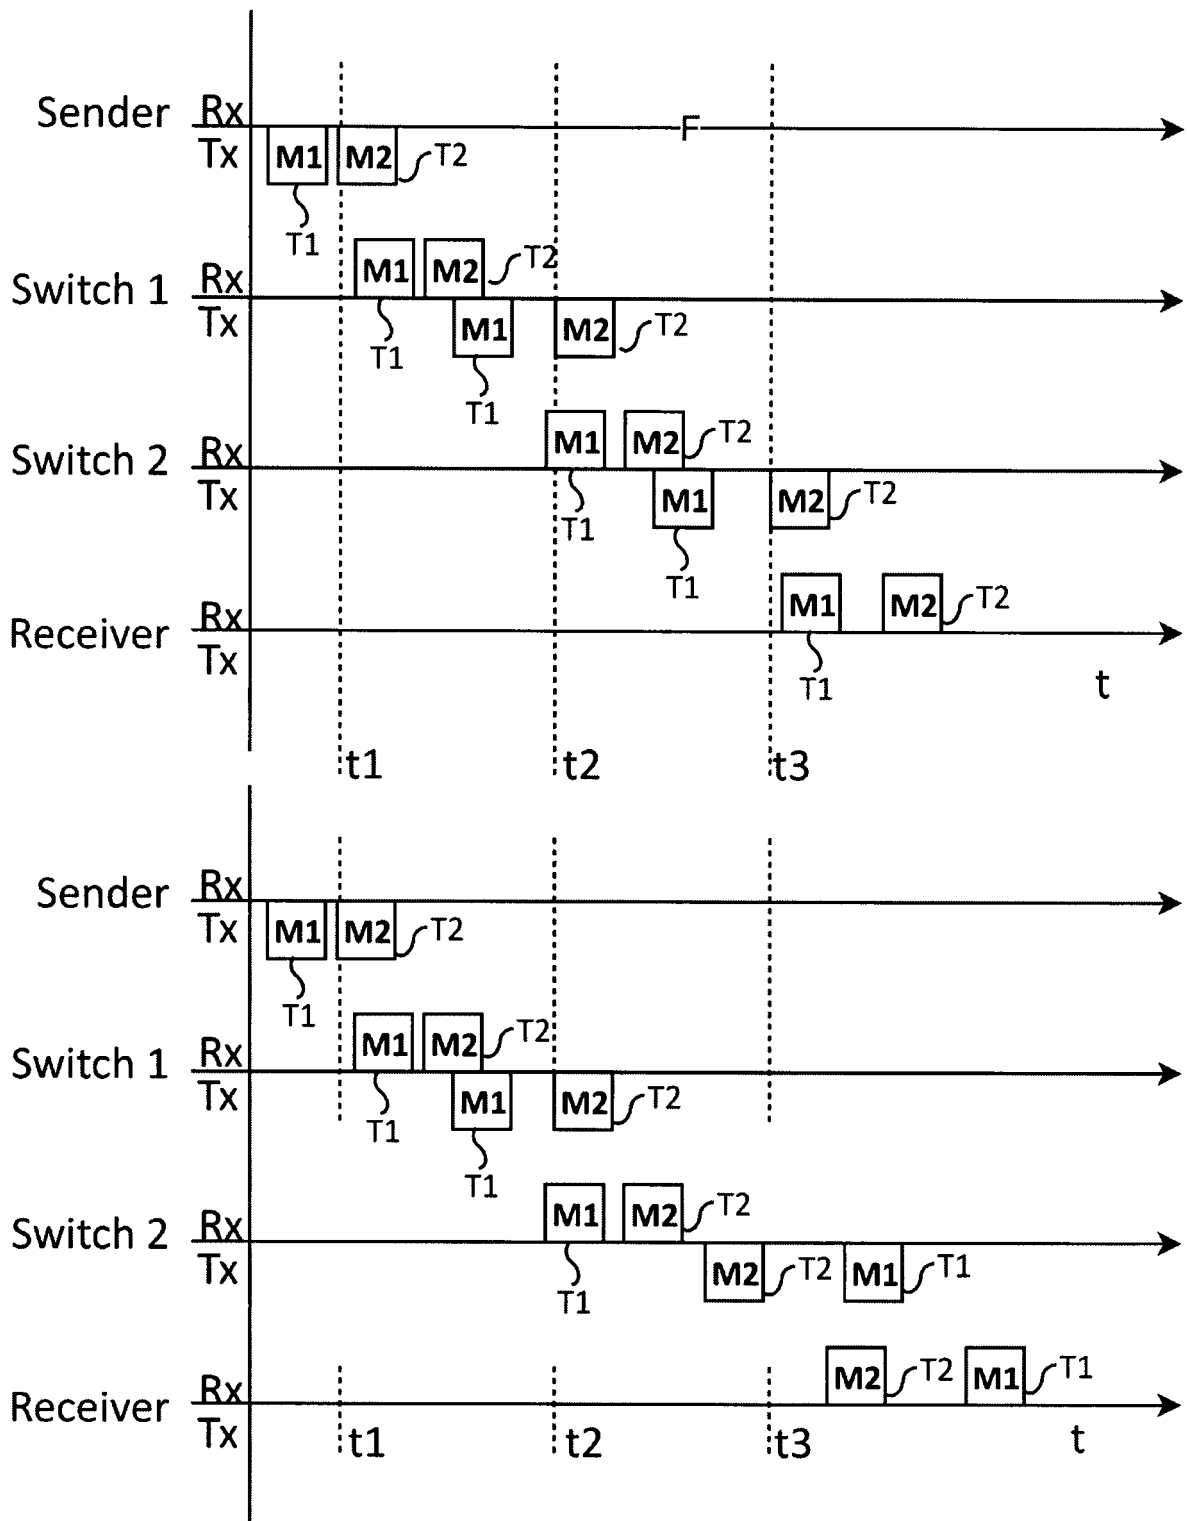 Sender Rx F
Tx M1 M2 T2
T1
Switch 1 Rx M1 M2 T2
Tx T1 M1 M2 T2
T1
Switch 2 Rx M1 M2 T2
Tx T1 M1 M2 T2
T1
Receiver Rx M1 M2 T2
Tx T1 t
t1 t2 t3
Sender Rx
Tx M1 M2 T2
T1
Switch 1 Rx M1 M2 T2
Tx T1 M1 M2 T2
T1
Switch 2 Rx M1 M2 T2
Tx T1 M2 T2 M1 T1
Receiver Rx M2 T2 M1 T1
Tx t1 t2 t3 t